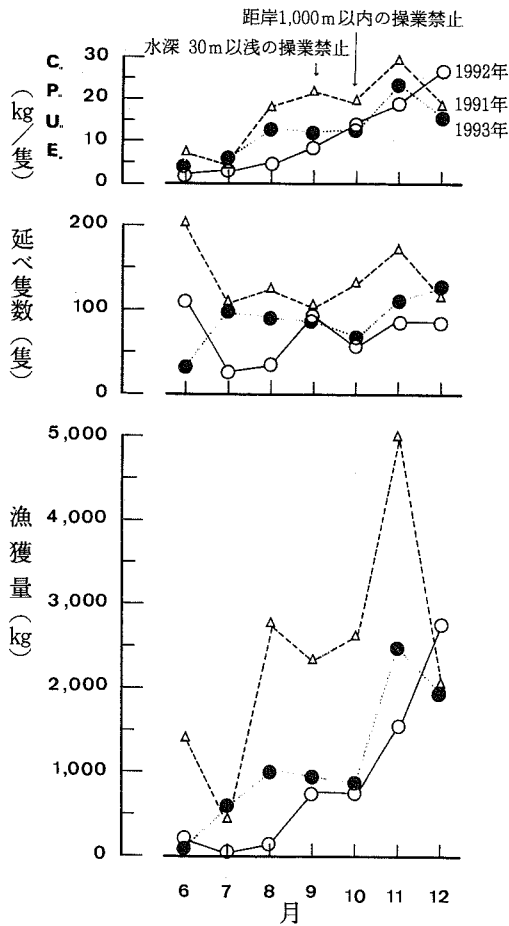 距岸1,000m以内の操業禁止
水深 30m以浅の操業禁止
C.P.U.E.
(kg/隻)
30
20
10
0
1992年
1991年
1993年
延べ隻数(隻)
200
100
0
漁獲量(kg)
5,000
4,000
3,000
2,000
1,000
0
6 7 8 9 10 11 12
月